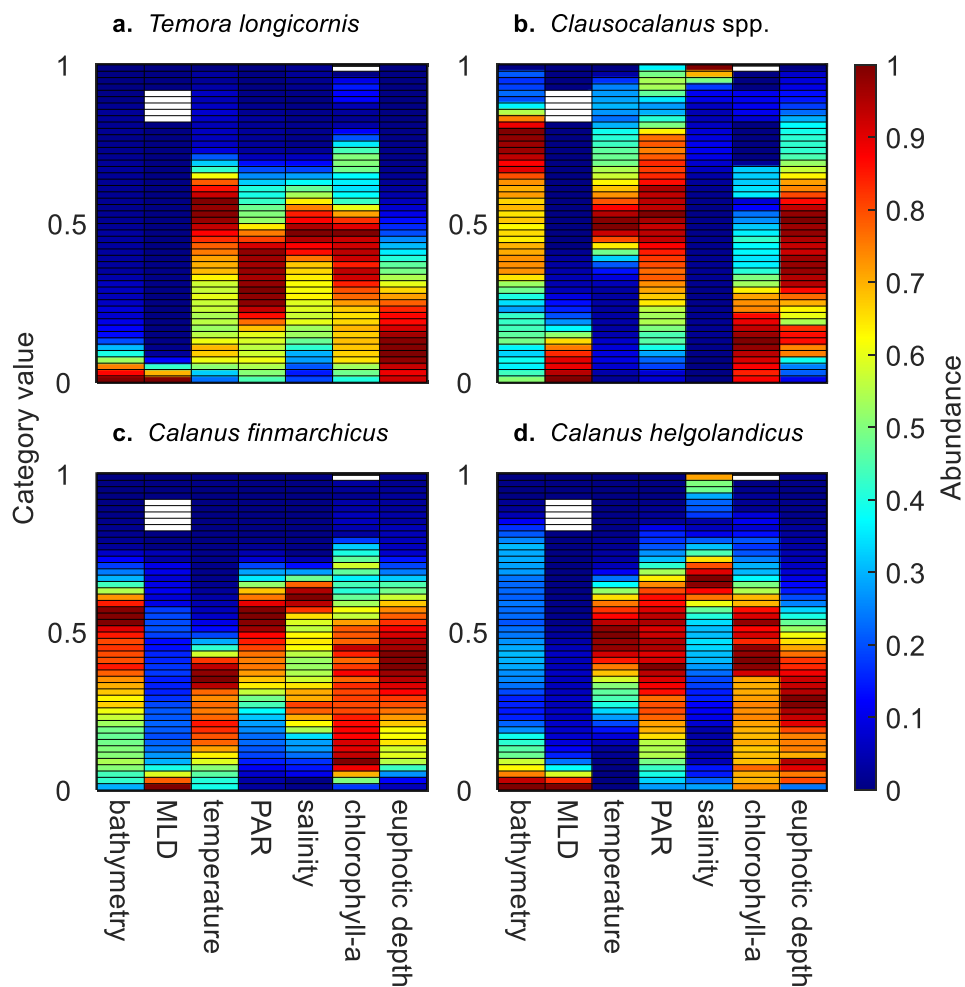 a. Temora longicornis
b. Clausocalanus spp.
1
0.5
0
1
0.5
0
c. Calanus finmarchicus
d. Calanus helgolandicus
1
0.5
0
1
0.5
0
Category value
bathymetry
MLD
temperature
PAR
salinity
chlorophyll-a
euphotic depth
bathymetry
MLD
temperature
PAR
salinity
chlorophyll-a
euphotic depth
1
0.9
0.8
0.7
0.6
0.5
0.4
0.3
0.2
0.1
0
Abundance